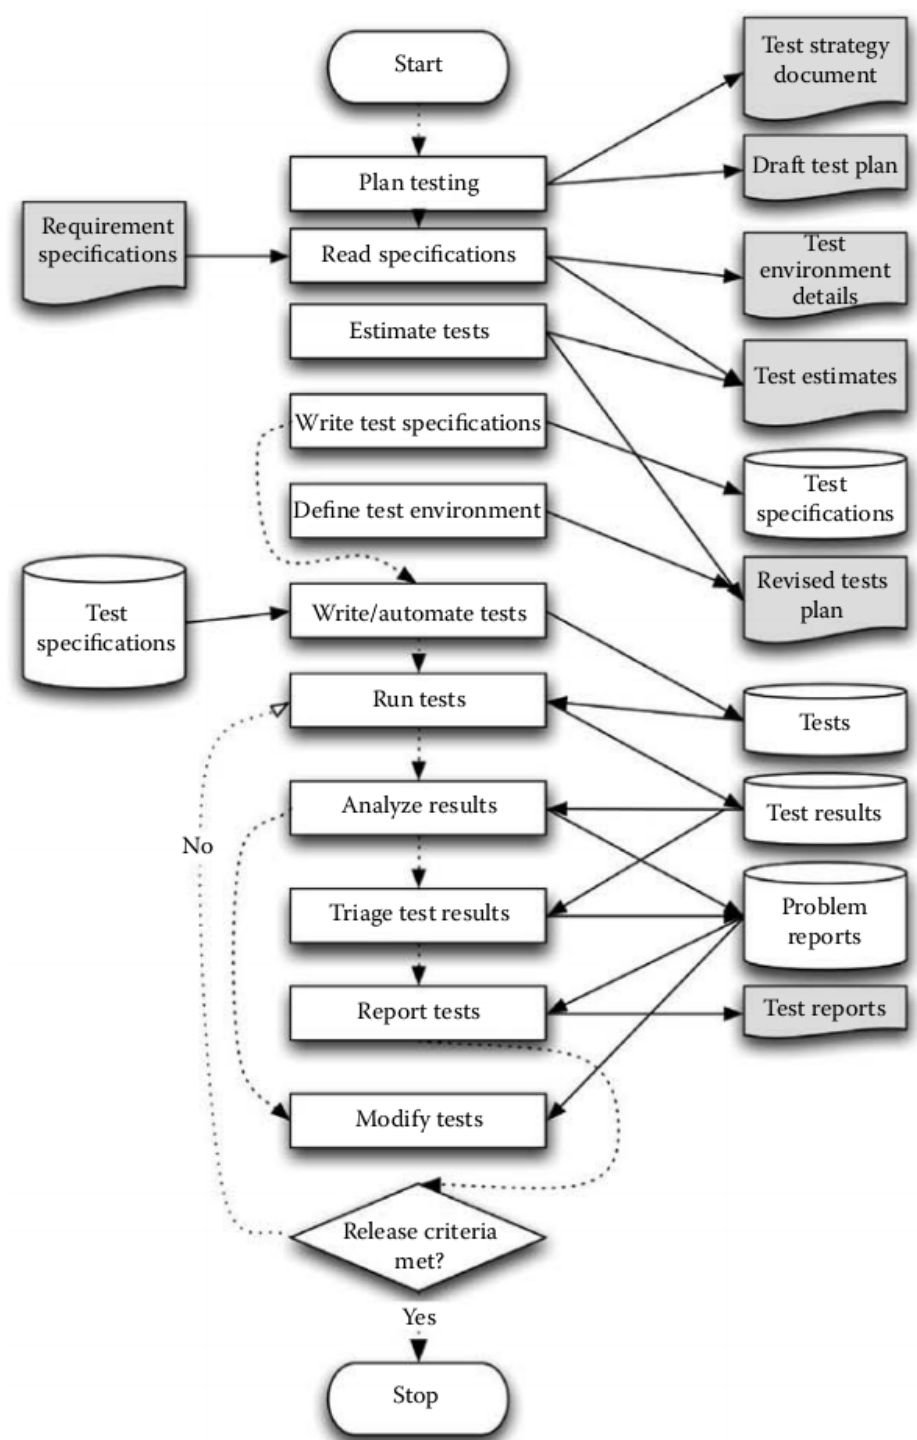 Start
Test strategy
document
Plan testing
Draft test plan
Requirement
specifications
Read specifications
Test
environment
details
Estimate tests
Test estimates
Write test specifications
Test
specifications
Define test environment
Revised tests
plan
Test
specifications
Write/automate tests
Run tests
Tests
Analyze results
Test results
No
Triage test results
Problem
reports
Report tests
Test reports
Modify tests
Release criteria
met?
Yes
Stop